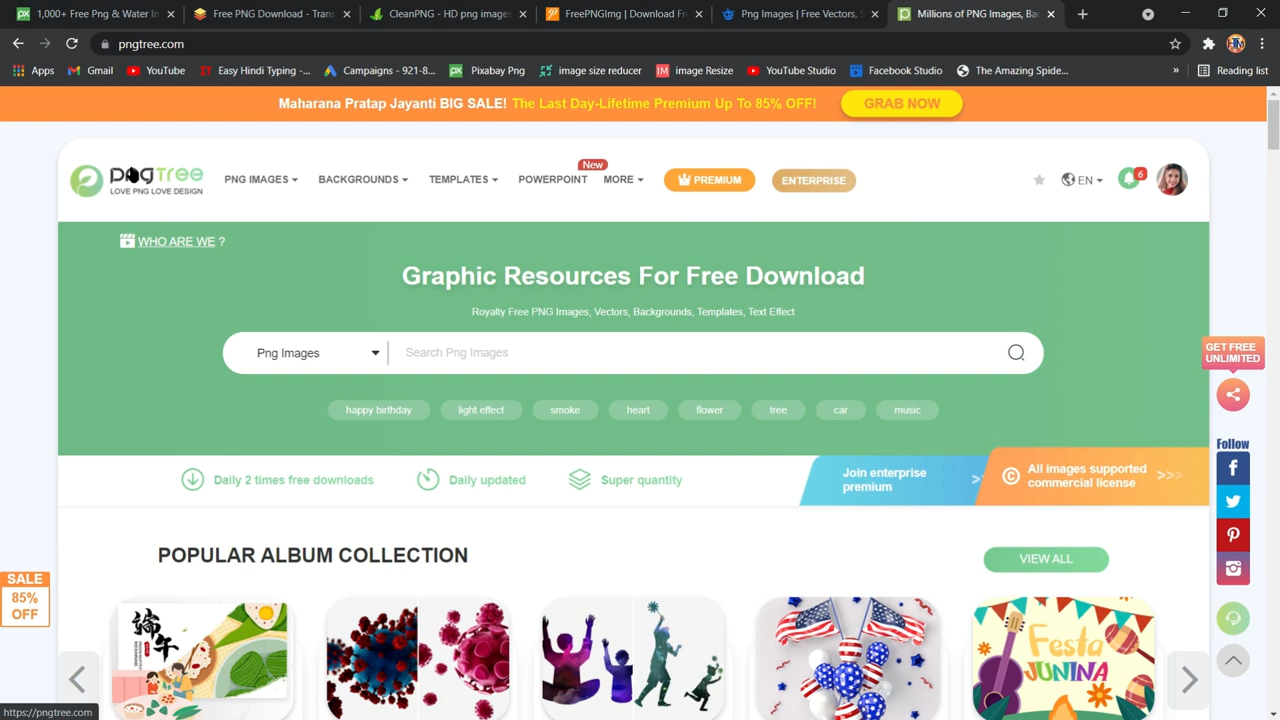 1,000+ Free Png & Water In
Free PNG Download - Trans
CleanPNG - HD png images
FreePNGImg | Download Fr
Png Images | Free Vectors, S
Millions of PNG Images, Bac
pngtree.com
Apps
Gmail
YouTube
Easy Hindi Typing -...
Campaigns - 921-8...
Pixabay Png
image size reducer
image Resize
YouTube Studio
Facebook Studio
The Amazing Spide...
»
Reading list
Maharana Pratap Jayanti BIG SALE! The Last Day-Lifetime Premium Up To 85% OFF!
GRAB NOW
pngtree
LOVE PNG LOVE DESIGN
PNG IMAGES
BACKGROUNDS
TEMPLATES
POWERPOINT
New
MORE
PREMIUM
ENTERPRISE
EN
6
WHO ARE WE ?
Graphic Resources For Free Download
Royalty Free PNG Images, Vectors, Backgrounds, Templates, Text Effect
Png Images
Search Png Images
happy birthday
light effect
smoke
heart
flower
tree
car
music
GET FREE
UNLIMITED
Follow
Daily 2 times free downloads
Daily updated
Super quantity
Join enterprise
premium
>
All images supported
commercial license
>>>
POPULAR ALBUM COLLECTION
VIEW ALL
SALE
85%
OFF
端午
Festa
JUNINA
https://pngtree.com